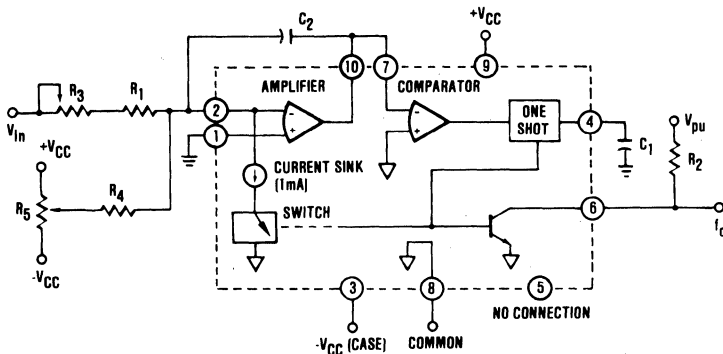 C2
+VCC
10
7
9
AMPLIFIER
COMPARATOR
R3
R1
2
-
+
-
+
ONE
SHOT
4
Vpu
Vin
1
C1
R2
+VCC
CURRENT SINK
(1mA)
R4
R5
SWITCH
6
-VCC
3
8
5
NO CONNECTION
-VCC (CASE)
COMMON